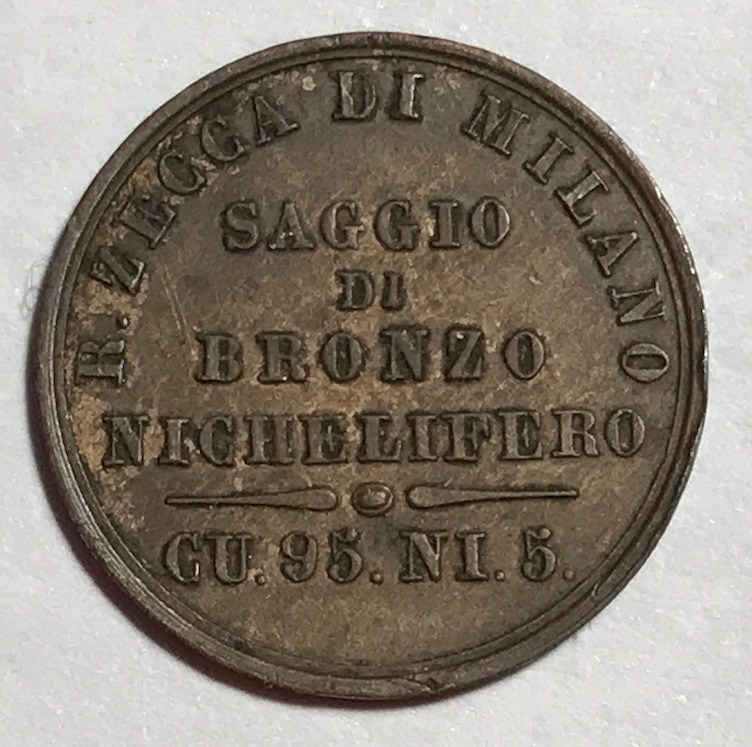 R. ZECCA DI MILANO
SAGGIO
DI
BRONZO
NICHELIFERO
CU. 95. NI. 5.